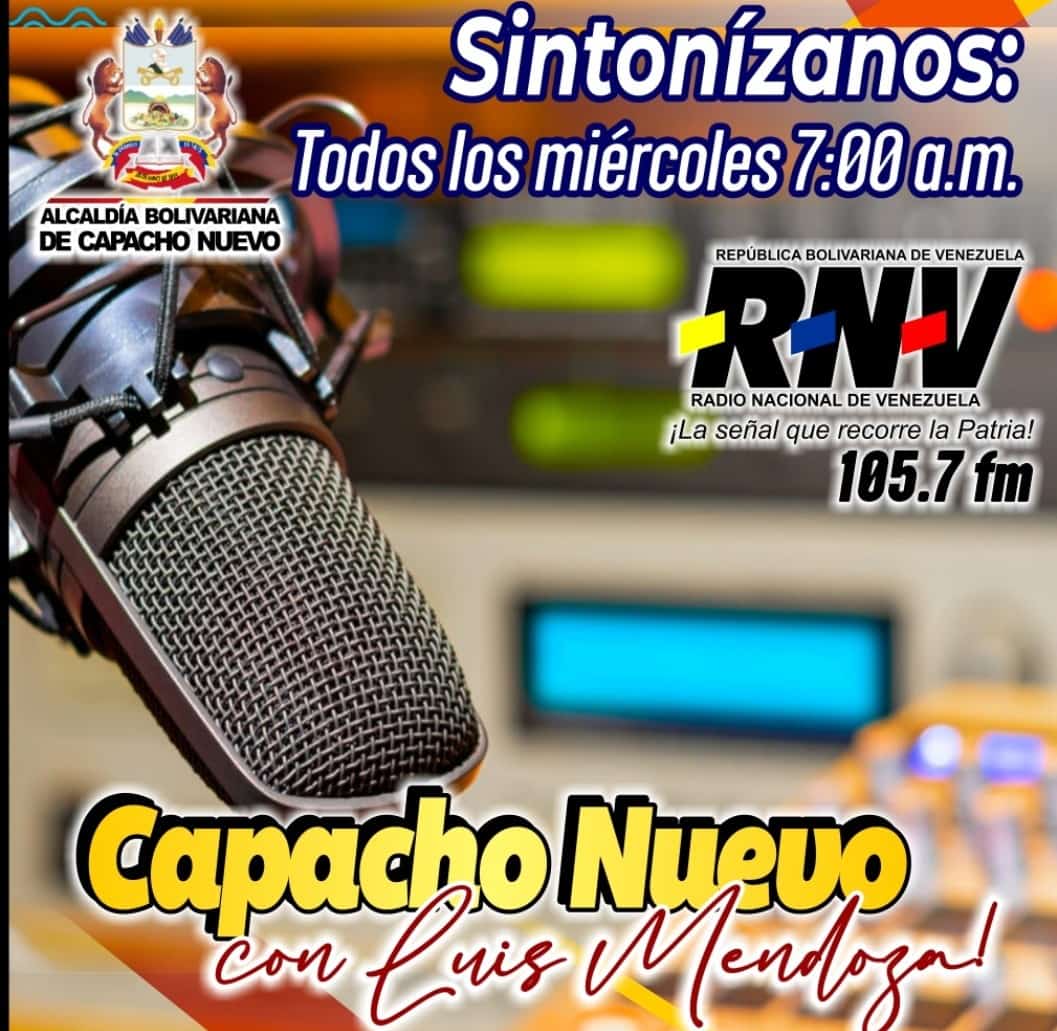 Sintonízanos:
Todos los miércoles 7:00 a.m.
ALCALDÍA BOLIVARIANA
DE CAPACHO NUEVO
REPÚBLICA BOLIVARIANA DE VENEZUELA
RNV
RADIO NACIONAL DE VENEZUELA
¡La señal que recorre la Patria!
105.7 fm
Capacho Nuevo
con Luis Mendoza!